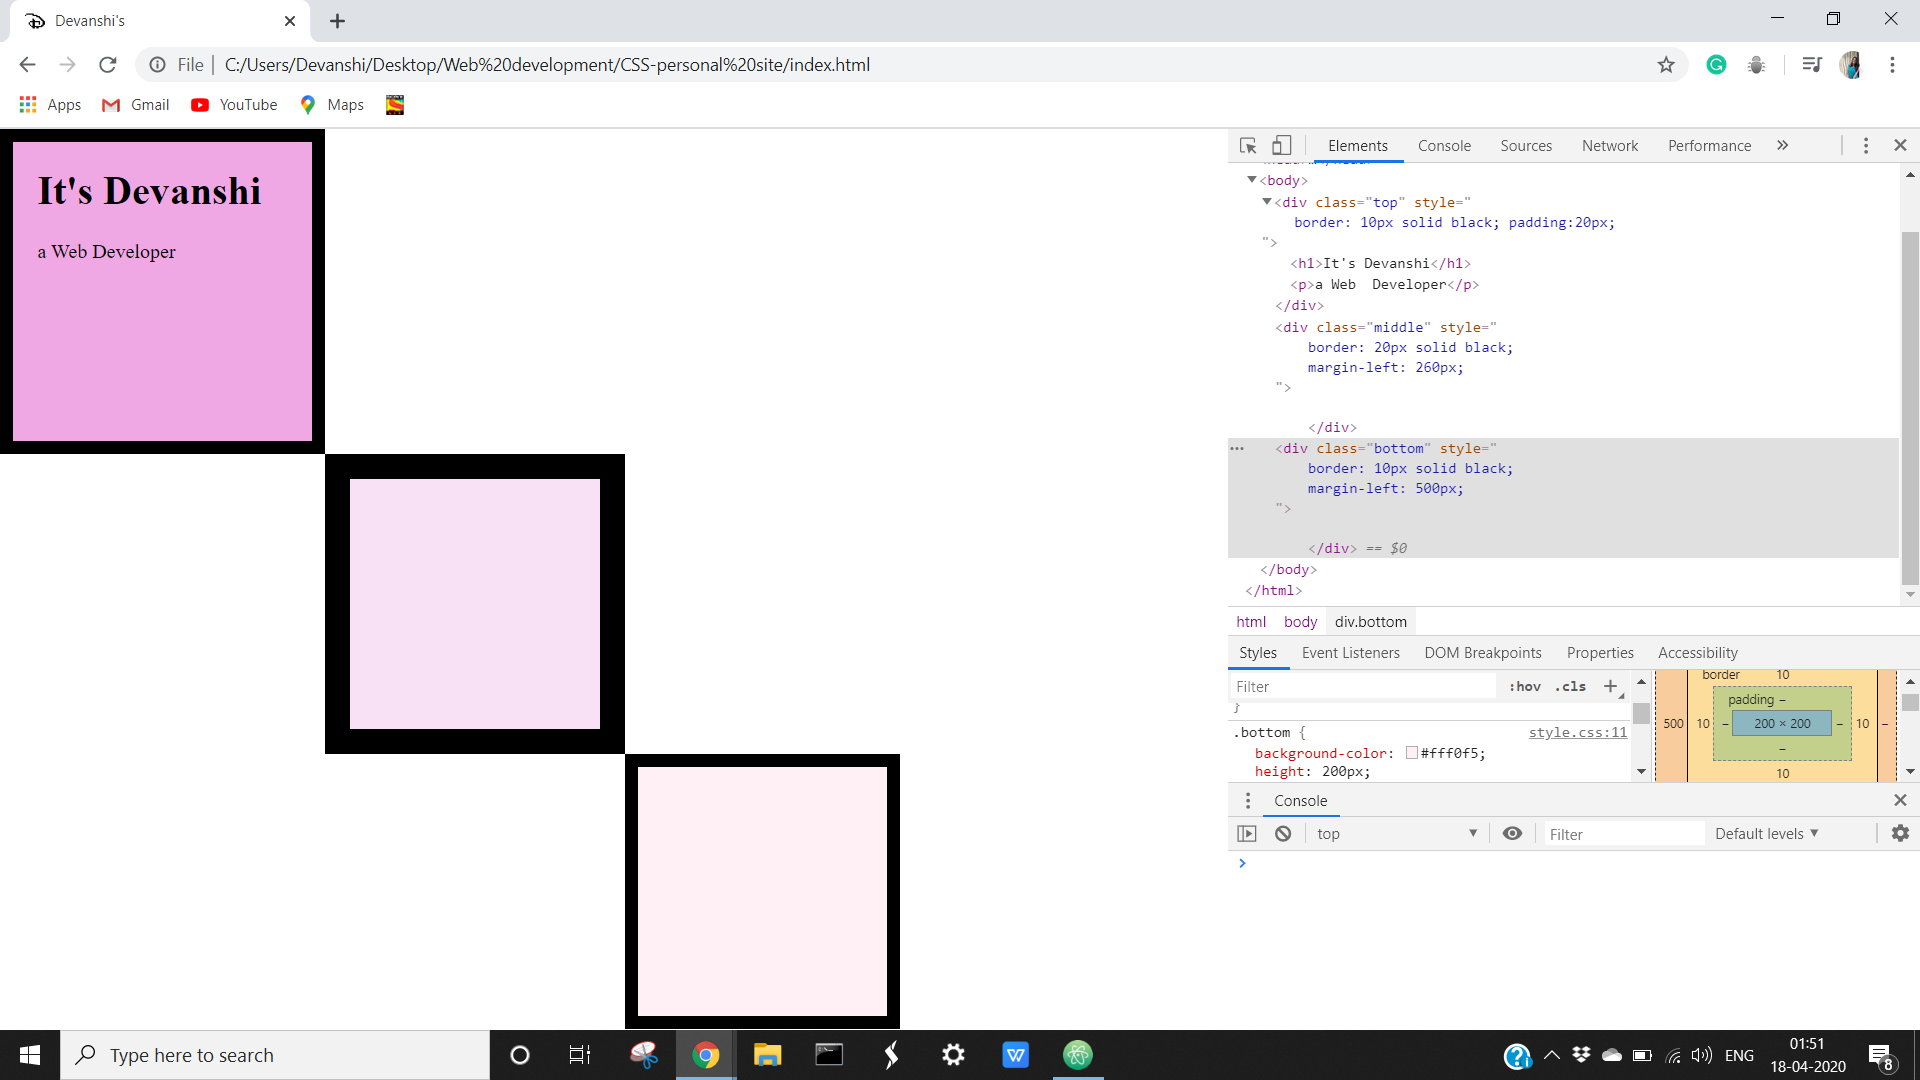 Devanshi's
File | C:/Users/Devanshi/Desktop/Web%20development/CSS-personal%20site/index.html
Apps Gmail YouTube Maps
It's Devanshi
a Web Developer
Elements Console Sources Network Performance »
<body>
<div class="top" style="
border: 10px solid black; padding:20px;
">
<h1>It's Devanshi</h1>
<p>a Web  Developer</p>
</div>
<div class="middle" style="
border: 20px solid black;
margin-left: 260px;
">
</div>
<div class="bottom" style="
border: 10px solid black;
margin-left: 500px;
">
</div> == $0
</body>
</html>
html body div.bottom
Styles Event Listeners DOM Breakpoints Properties Accessibility
Filter :hov .cls +
}
.bottom { style.css:11
background-color: #fff0f5;
height: 200px;
border 10
padding –
500 10 – 200 × 200 – 10 –
–
10
Console
top Filter Default levels
>
Type here to search
ENG
01:51
18-04-2020
8